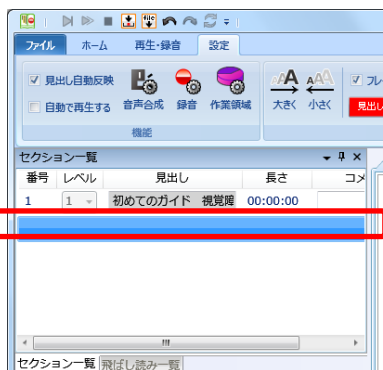 ファイル ホーム 再生・録音 設定
見出し自動反映
自動で再生する
音声合成 録音 作業領域 大きく 小さく
フレ
見出し
機能
セクション一覧
番号 レベル 見出し 長さ コメ
1 1 初めてのガイド 視覚障 00:00:00
セクション一覧 飛ばし読み一覧